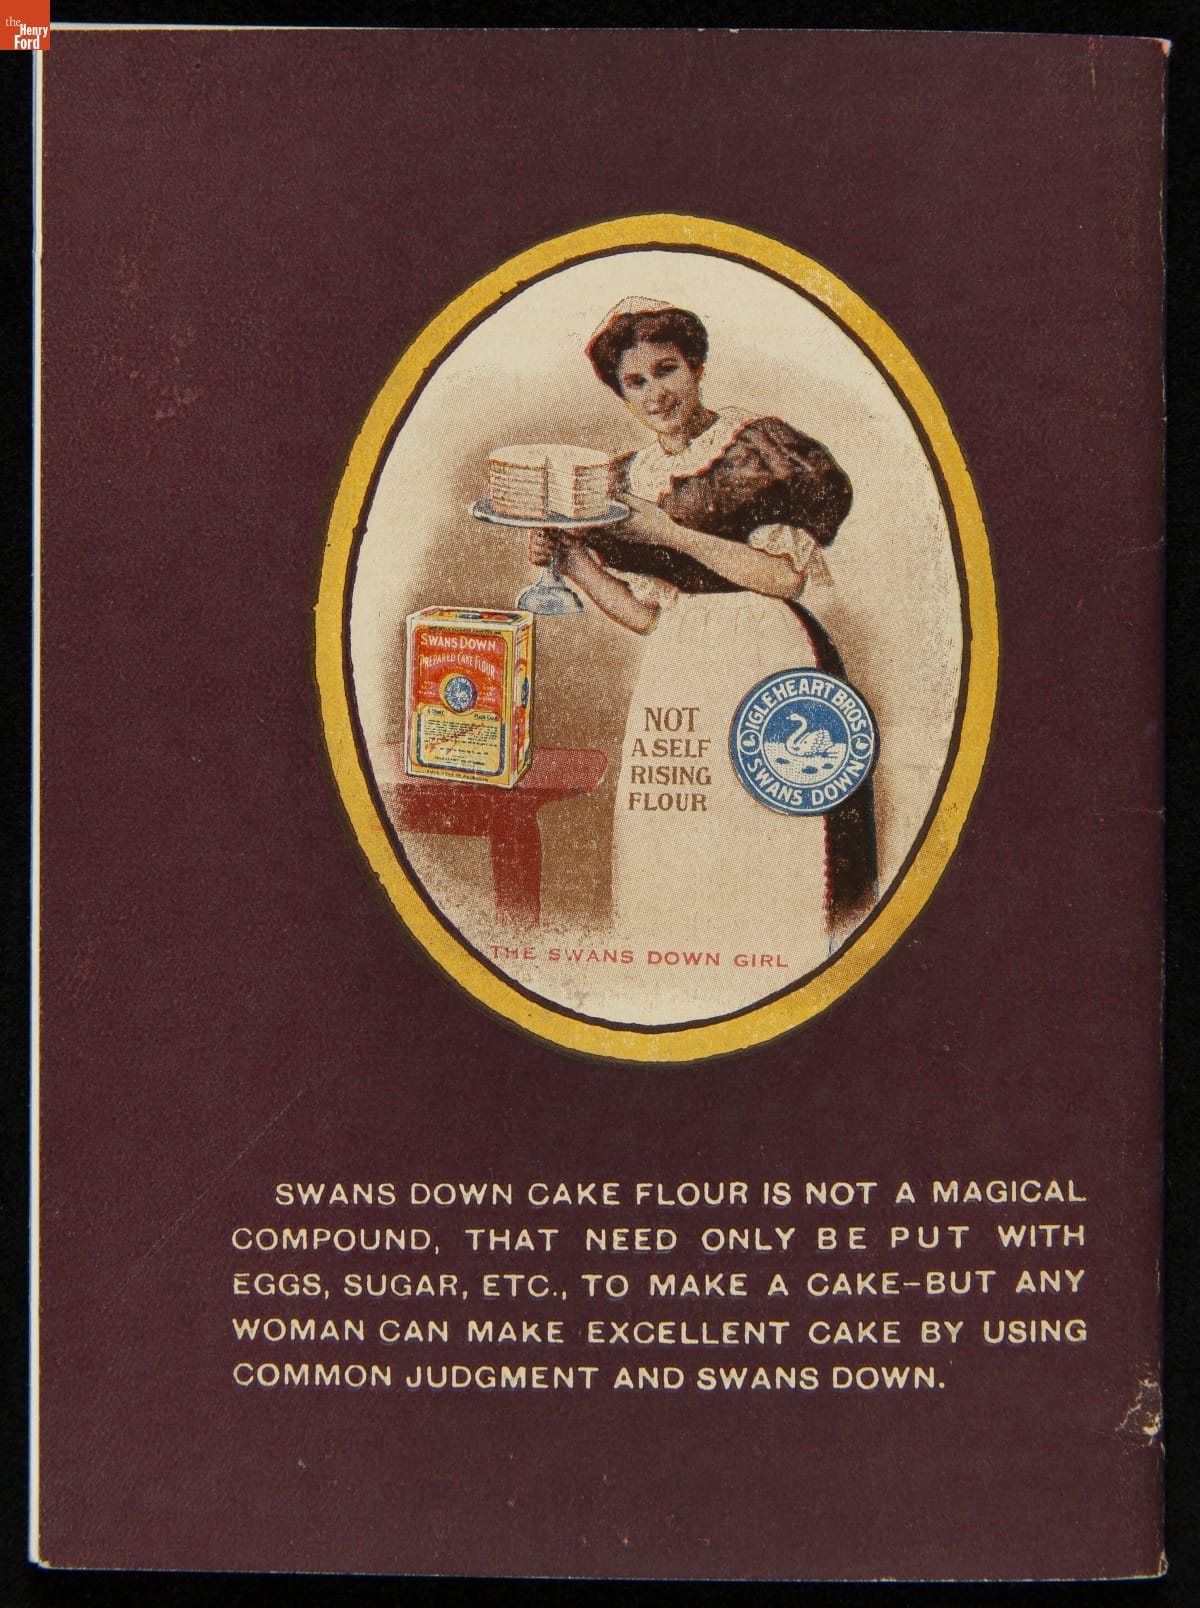 the
Henry
Ford
SWANS DOWN
PREPARED CAKE FLOUR
NOT
A SELF
RISING
FLOUR
IGLEHEART BROS
SWANS DOWN
THE SWANS DOWN GIRL
SWANS DOWN CAKE FLOUR IS NOT A MAGICAL
COMPOUND, THAT NEED ONLY BE PUT WITH
EGGS, SUGAR, ETC., TO MAKE A CAKE–BUT ANY
WOMAN CAN MAKE EXCELLENT CAKE BY USING
COMMON JUDGMENT AND SWANS DOWN.